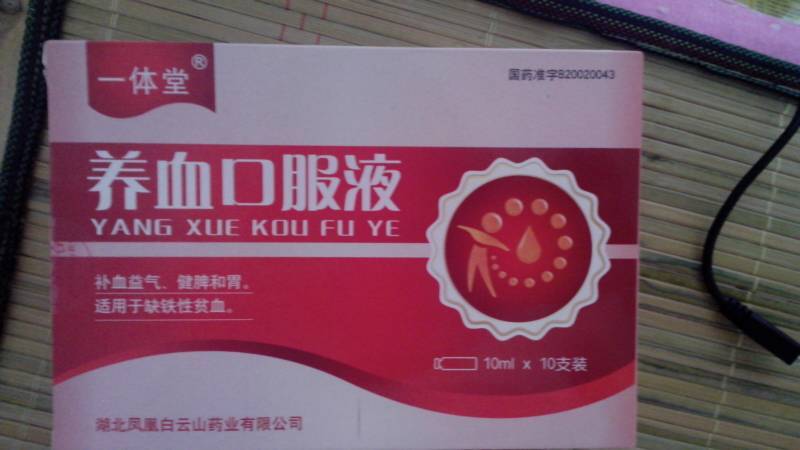 一体堂®
国药准字B20020043
养血口服液
YANG XUE KOU FU YE
补血益气、健脾和胃。
适用于缺铁性贫血。
10ml x 10支装
湖北凤凰白云山药业有限公司